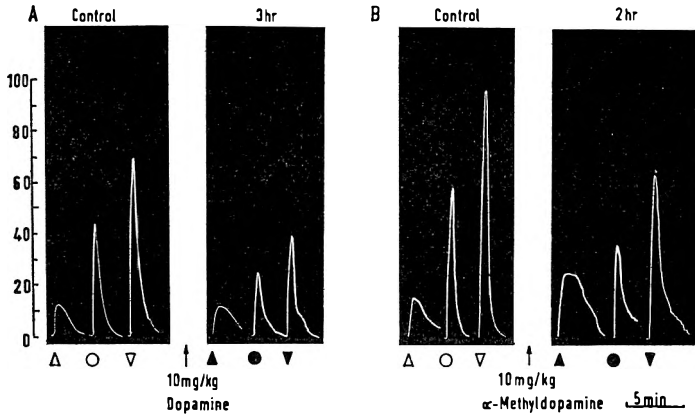 A Control 3hr B Control 2hr
100
80
60
40
20
0
10mg/kg 10mg/kg
Dopamine α-Methyldopamine 5min